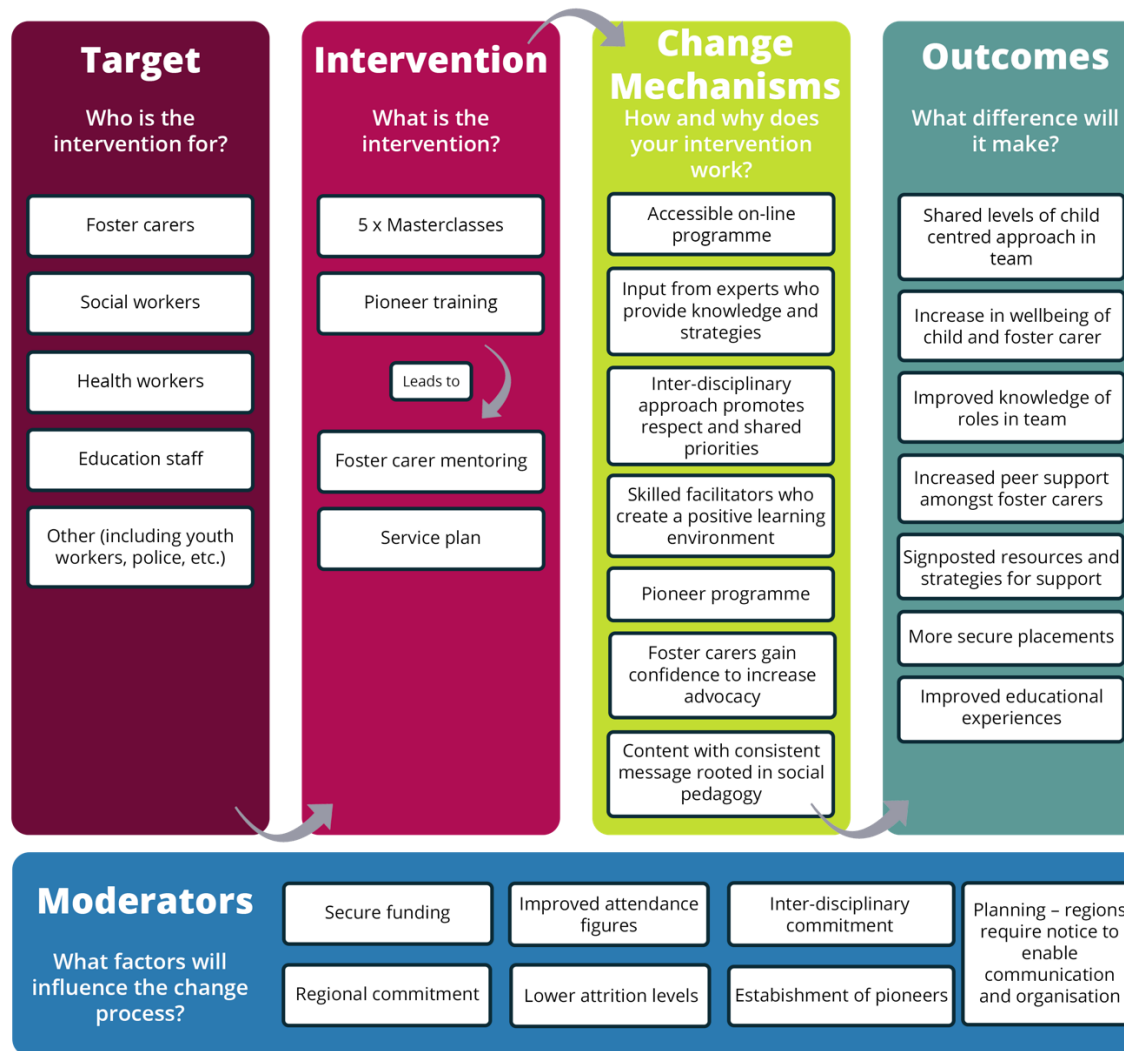 Target
Who is the
intervention for?
Foster carers
Social workers
Health workers
Education staff
Other (including youth
workers, police, etc.)
Intervention
What is the
intervention?
5 x Masterclasses
Pioneer training
Leads to
Foster carer mentoring
Service plan
Change
Mechanisms
How and why does
your intervention
work?
Accessible on-line
programme
Input from experts who
provide knowledge and
strategies
Inter-disciplinary
approach promotes
respect and shared
priorities
Skilled facilitators who
create a positive learning
environment
Pioneer programme
Foster carers gain
confidence to increase
advocacy
Content with consistent
message rooted in social
pedagogy
Outcomes
What difference will
it make?
Shared levels of child
centred approach in
team
Increase in wellbeing of
child and foster carer
Improved knowledge of
roles in team
Increased peer support
amongst foster carers
Signposted resources and
strategies for support
More secure placements
Improved educational
experiences
Moderators
What factors will
influence the change
process?
Secure funding
Improved attendance
figures
Inter-disciplinary
commitment
Regional commitment
Lower attrition levels
Estabishment of pioneers
Planning – regions
require notice to
enable
communication
and organisation